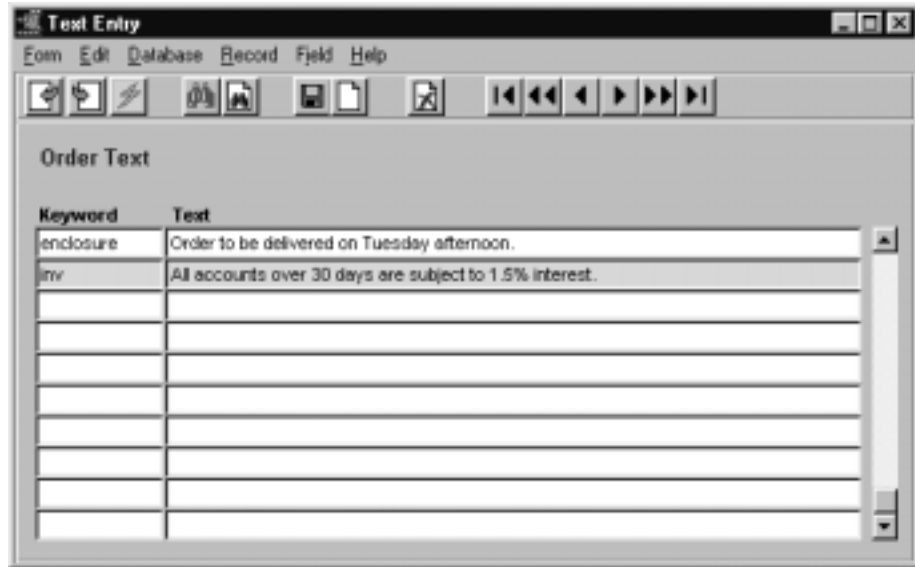 Text Entry
Form Edit Database Record Field Help
Order Text
Keyword Text
enclosure Order to be delivered on Tuesday afternoon.
inv All accounts over 30 days are subject to 1.5% interest.